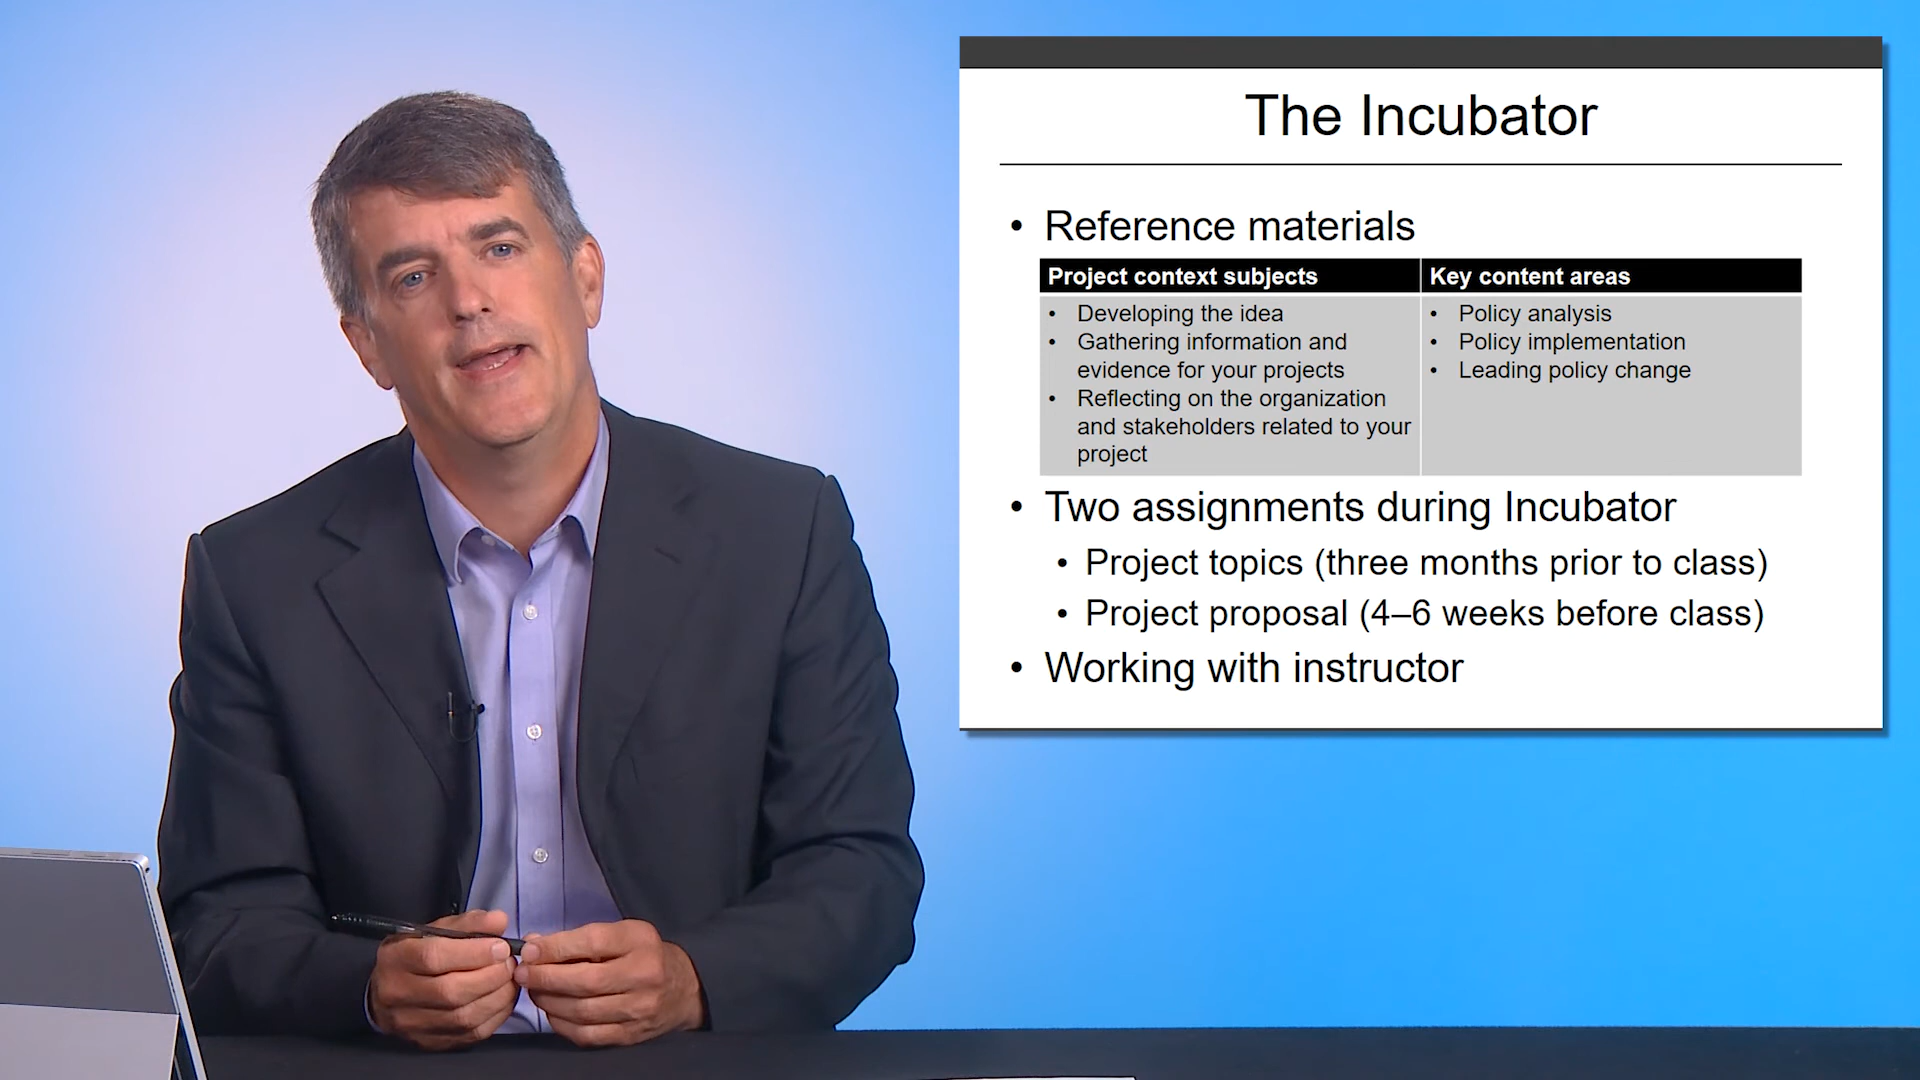 The Incubator
• Reference materials
Project context subjects
Key content areas
• Developing the idea
• Gathering information and
evidence for your projects
• Reflecting on the organization
and stakeholders related to your
project
• Policy analysis
• Policy implementation
• Leading policy change
• Two assignments during Incubator
• Project topics (three months prior to class)
• Project proposal (4–6 weeks before class)
• Working with instructor